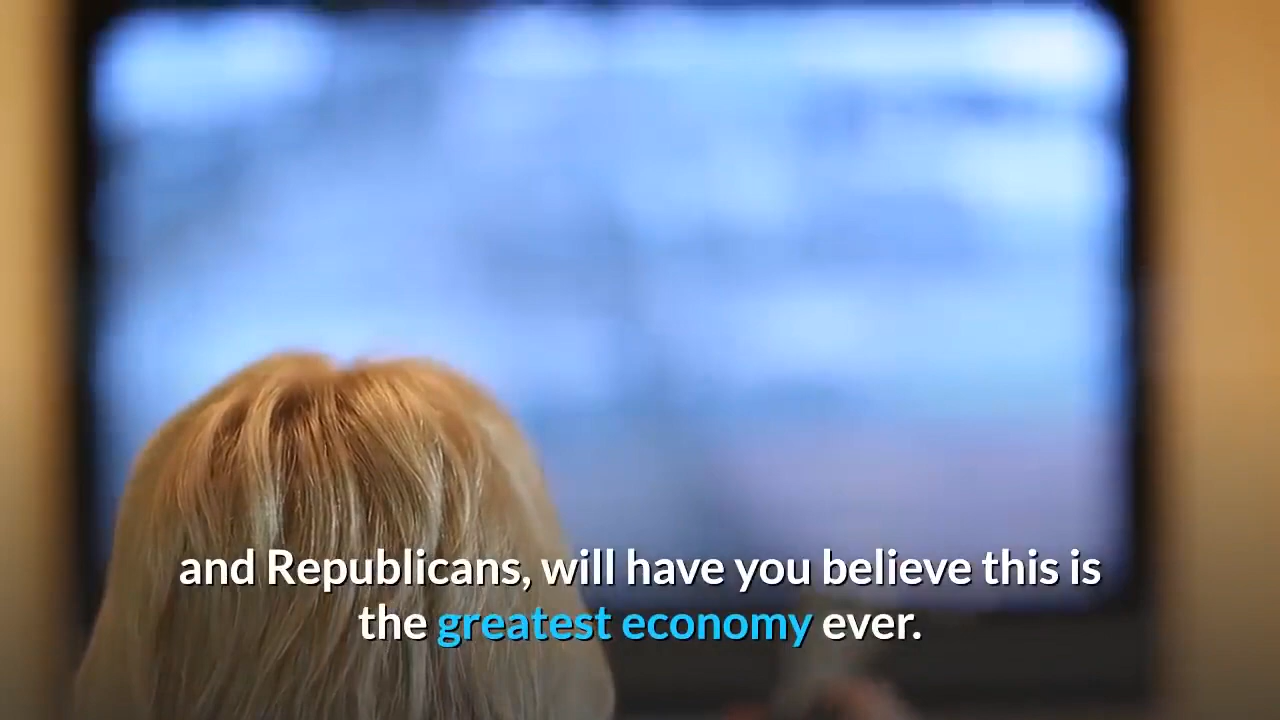 and Republicans, will have you believe this is
the greatest economy ever.